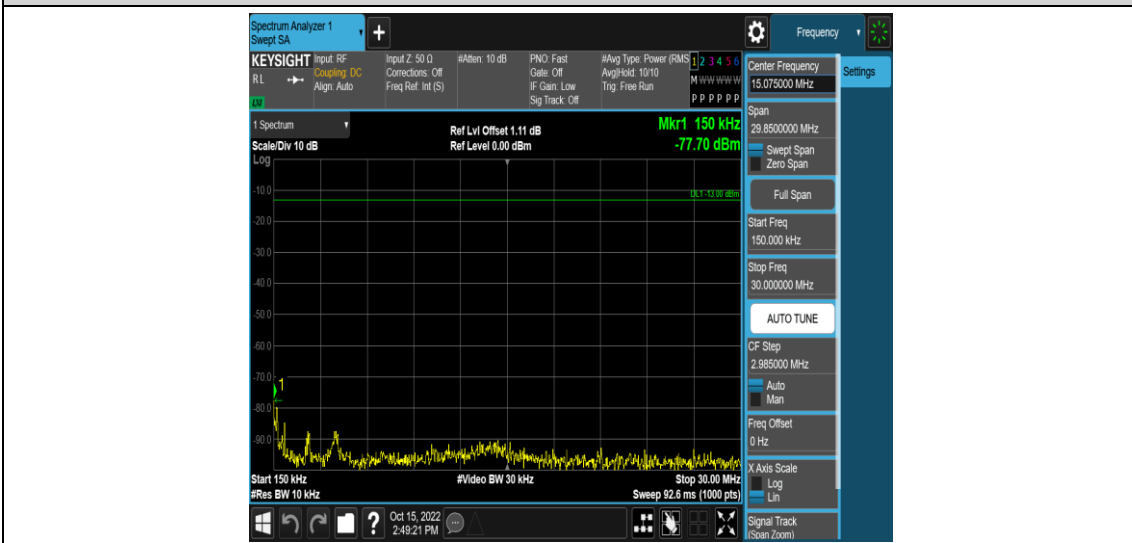 Spectrum Analyzer 1
Swept SA
Frequency
KEYSIGHT
RL
LW
Input: RF
Coupling: DC
Align: Auto
Input Z: 50 Ω
Corrections: Off
Freq Ref: Int (S)
#Atten: 10 dB
PNO: Fast
Gate: Off
IF Gain: Low
Sig Track: Off
#Avg Type: Power (RMS
Avg|Hold: 10/10
Trig: Free Run
1 2 3 4 5 6
M W W W W W
P P P P P P
Center Frequency
15.075000 MHz
Settings
Span
29.8500000 MHz
Swept Span
Zero Span
Full Span
Start Freq
150.000 kHz
Stop Freq
30.000000 MHz
AUTO TUNE
CF Step
2.985000 MHz
Auto
Man
Freq Offset
0 Hz
X Axis Scale
Log
Lin
Signal Track
(Span Zoom)
1 Spectrum
Scale/Div 10 dB
Log
Ref Lvl Offset 1.11 dB
Ref Level 0.00 dBm
Mkr1 150 kHz
-77.70 dBm
DL1 -13.00 dBm
-10.0
-20.0
-30.0
-40.0
-50.0
-60.0
-70.0
1
-80.0
-90.0
Start 150 kHz
#Res BW 10 kHz
#Video BW 30 kHz
Stop 30.00 MHz
Sweep 92.6 ms (1000 pts)
?
Oct 15, 2022
2:49:21 PM